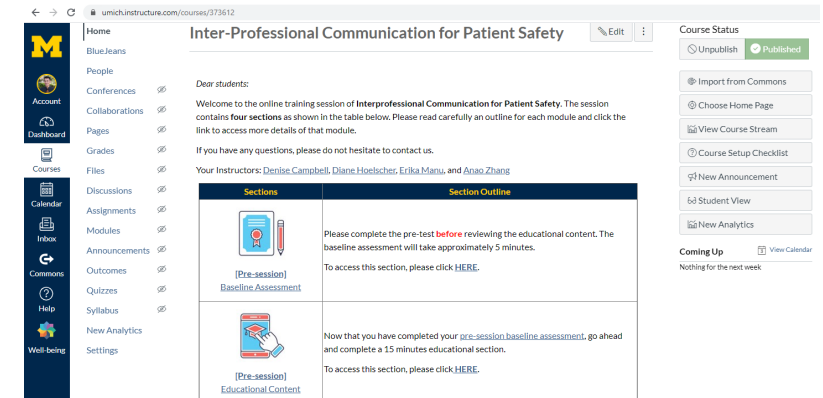 umich.instructure.com/courses/373612
M
Account
Dashboard
Courses
Calendar
Inbox
Commons
Help
Well-being
Home
BlueJeans
People
Conferences
Collaborations
Pages
Grades
Files
Discussions
Assignments
Modules
Announcements
Outcomes
Quizzes
Syllabus
New Analytics
Settings
Inter-Professional Communication for Patient Safety
Edit
Dear students:
Welcome to the online training session of Interprofessional Communication for Patient Safety. The session
contains four sections as shown in the table below. Please read carefully an outline for each module and click the
link to access more details of that module.
If you have any questions, please do not hesitate to contact us.
Your Instructors: Denise Campbell, Diane Hoelscher, Erika Manu, and Anao Zhang
Sections
Section Outline
[Pre-session]
Baseline Assessment
Please complete the pre-test before reviewing the educational content. The
baseline assessment will take approximately 5 minutes.
To access this section, please click HERE.
[Pre-session]
Educational Content
Now that you have completed your pre-session baseline assessment, go ahead
and complete a 15 minutes educational section.
To access this section, please click HERE.
Course Status
Unpublish
Published
Import from Commons
Choose Home Page
View Course Stream
Course Setup Checklist
New Announcement
Student View
New Analytics
Coming Up
View Calendar
Nothing for the next week